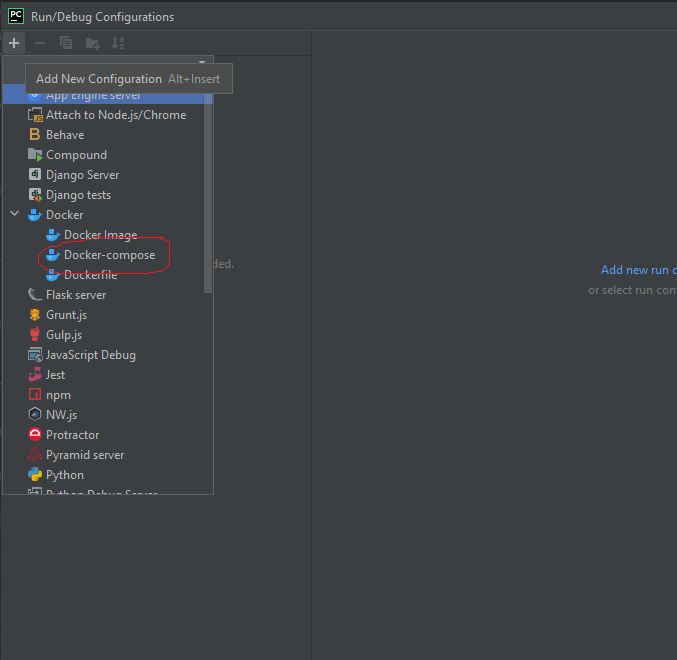 PC Run/Debug Configurations
Add New Configuration Alt+Insert
App Engine server
Attach to Node.js/Chrome
Behave
Compound
Django Server
Django tests
Docker
Docker Image
Docker-compose
ded.
Dockerfile
Add new run c
or select run conf
Flask server
Grunt.js
Gulp.js
JavaScript Debug
Jest
npm
NW.js
Protractor
Pyramid server
Python
Python Debug Server